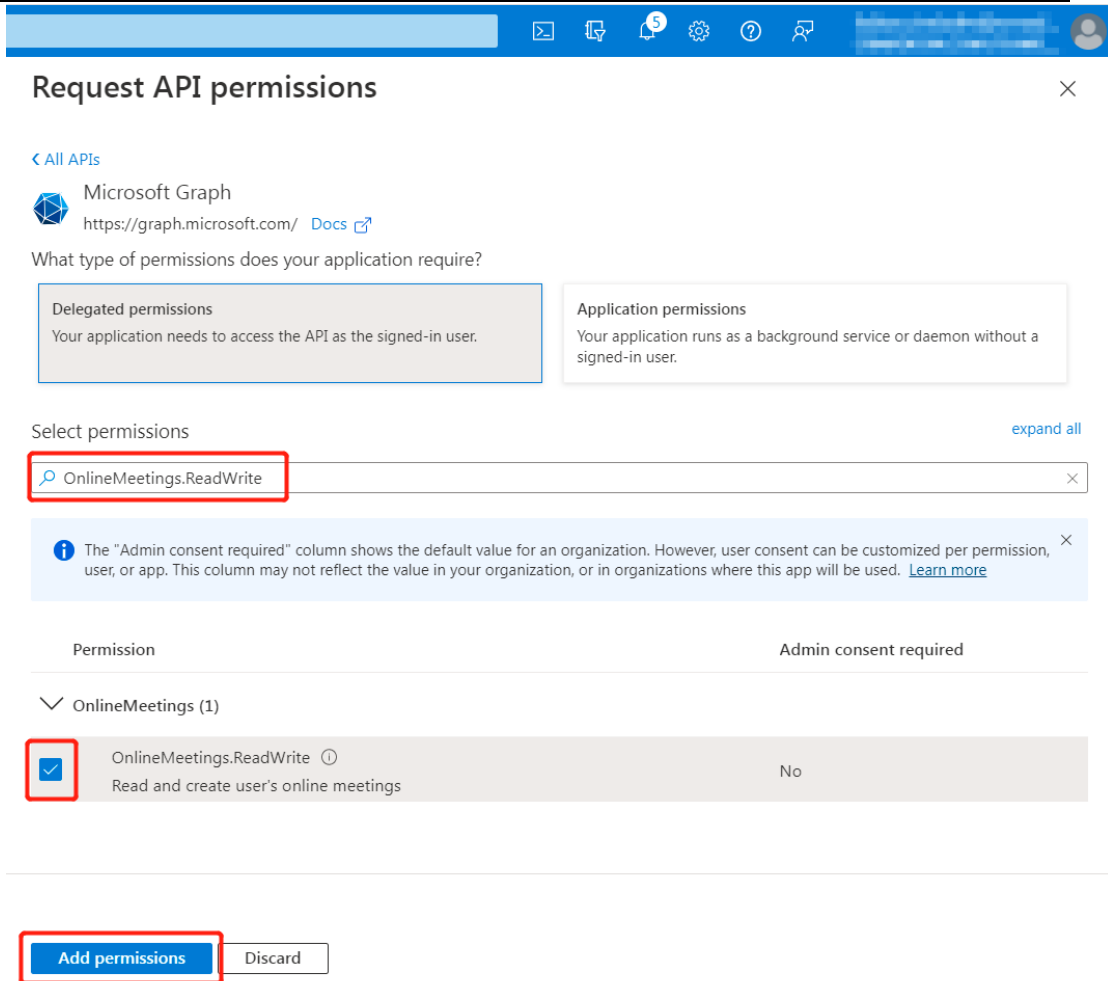 5
Request API permissions
All APIs
Microsoft Graph
https://graph.microsoft.com/ Docs
What type of permissions does your application require?
Delegated permissions
Your application needs to access the API as the signed-in user.
Application permissions
Your application runs as a background service or daemon without a
signed-in user.
Select permissions
expand all
OnlineMeetings.ReadWrite
The "Admin consent required" column shows the default value for an organization. However, user consent can be customized per permission,
user, or app. This column may not reflect the value in your organization, or in organizations where this app will be used. Learn more
Permission Admin consent required
OnlineMeetings (1)
OnlineMeetings.ReadWrite
Read and create user's online meetings
No
Add permissions Discard